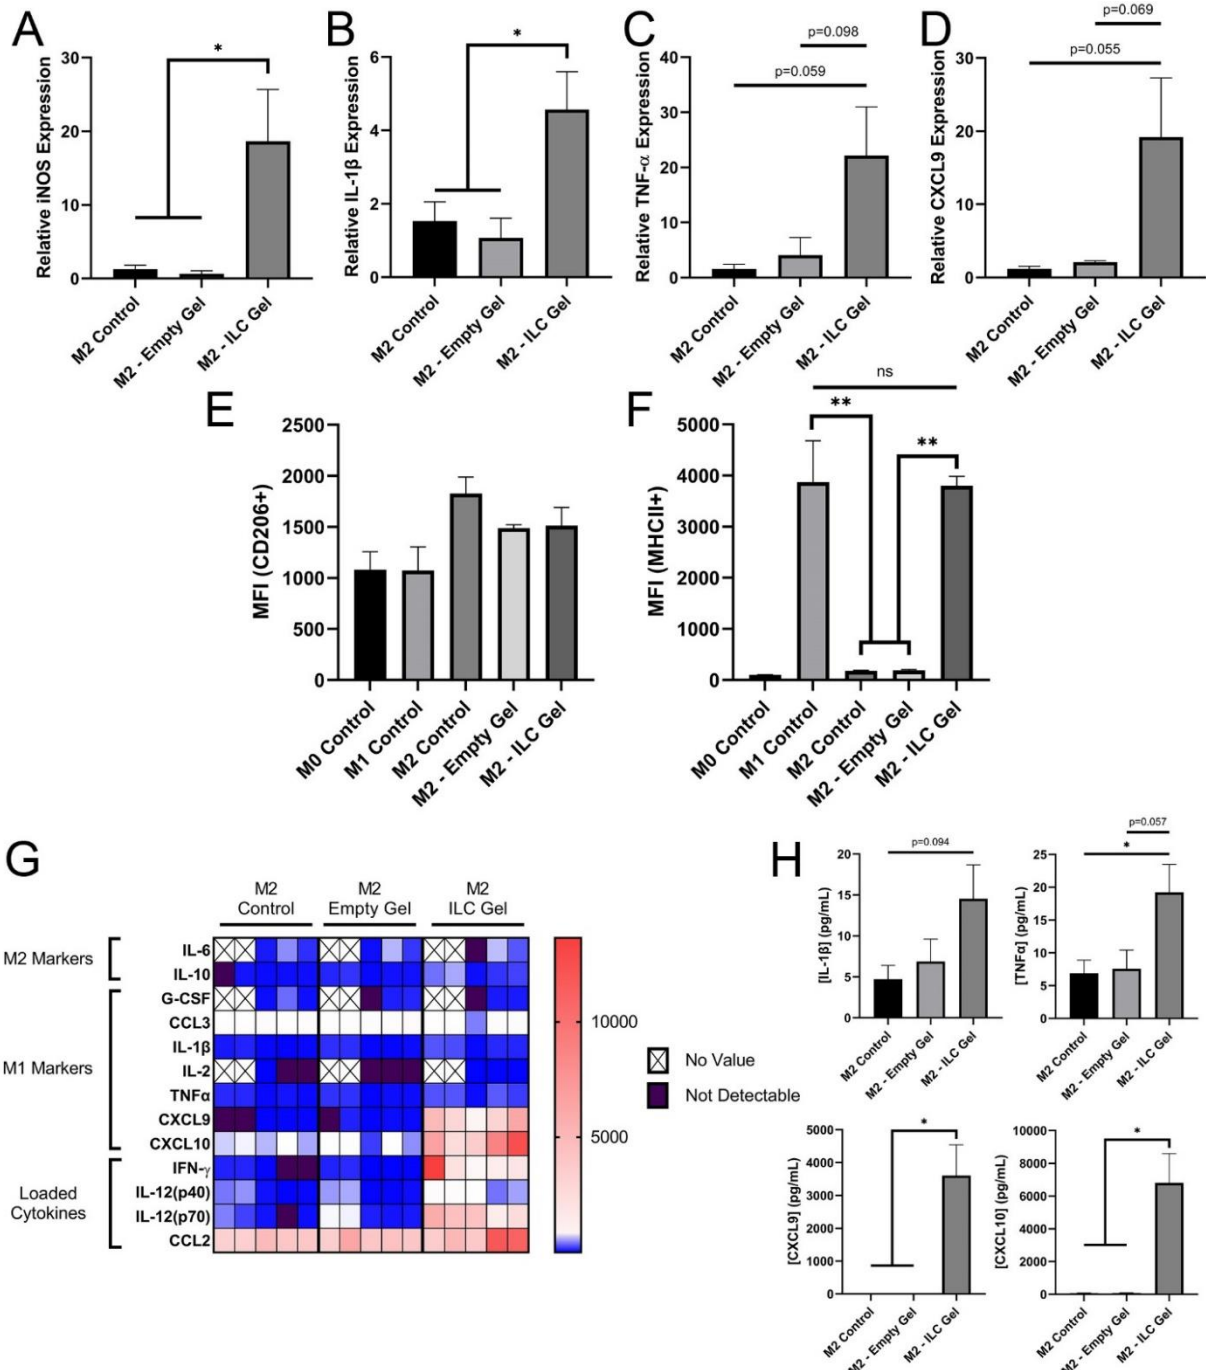 A
Relative iNOS Expression
30
20
10
0
*
M2 Control
M2 - Empty Gel
M2 - ILC Gel
B
Relative IL-1β Expression
6
4
2
0
*
M2 Control
M2 - Empty Gel
M2 - ILC Gel
C
Relative TNF-α Expression
40
30
20
10
0
p=0.098
p=0.059
M2 Control
M2 - Empty Gel
M2 - ILC Gel
D
Relative CXCL9 Expression
30
20
10
0
p=0.069
p=0.055
M2 Control
M2 - Empty Gel
M2 - ILC Gel
E
MFI (CD206+)
2500
2000
1500
1000
500
0
M0 Control
M1 Control
M2 Control
M2 - Empty Gel
M2 - ILC Gel
F
MFI (MHCII+)
5000
4000
3000
2000
1000
0
ns
**
**
M0 Control
M1 Control
M2 Control
M2 - Empty Gel
M2 - ILC Gel
G
M2
Control
M2
Empty Gel
M2
ILC Gel
M2 Markers
M1 Markers
Loaded
Cytokines
IL-6
IL-10
G-CSF
CCL3
IL-1β
IL-2
TNFα
CXCL9
CXCL10
IFN-γ
IL-12(p40)
IL-12(p70)
CCL2
10000
5000
No Value
Not Detectable
H
[IL-1β] (pg/mL)
20
15
10
5
0
p=0.094
M2 Control
M2 - Empty Gel
M2 - ILC Gel
[TNFα] (pg/mL)
25
20
15
10
5
0
p=0.057
*
M2 Control
M2 - Empty Gel
M2 - ILC Gel
[CXCL9] (pg/mL)
5000
4000
3000
2000
1000
0
*
M2 Control
M2 - Empty Gel
M2 - ILC Gel
[CXCL10] (pg/mL)
10000
8000
6000
4000
2000
0
*
M2 Control
M2 - Empty Gel
M2 - ILC Gel